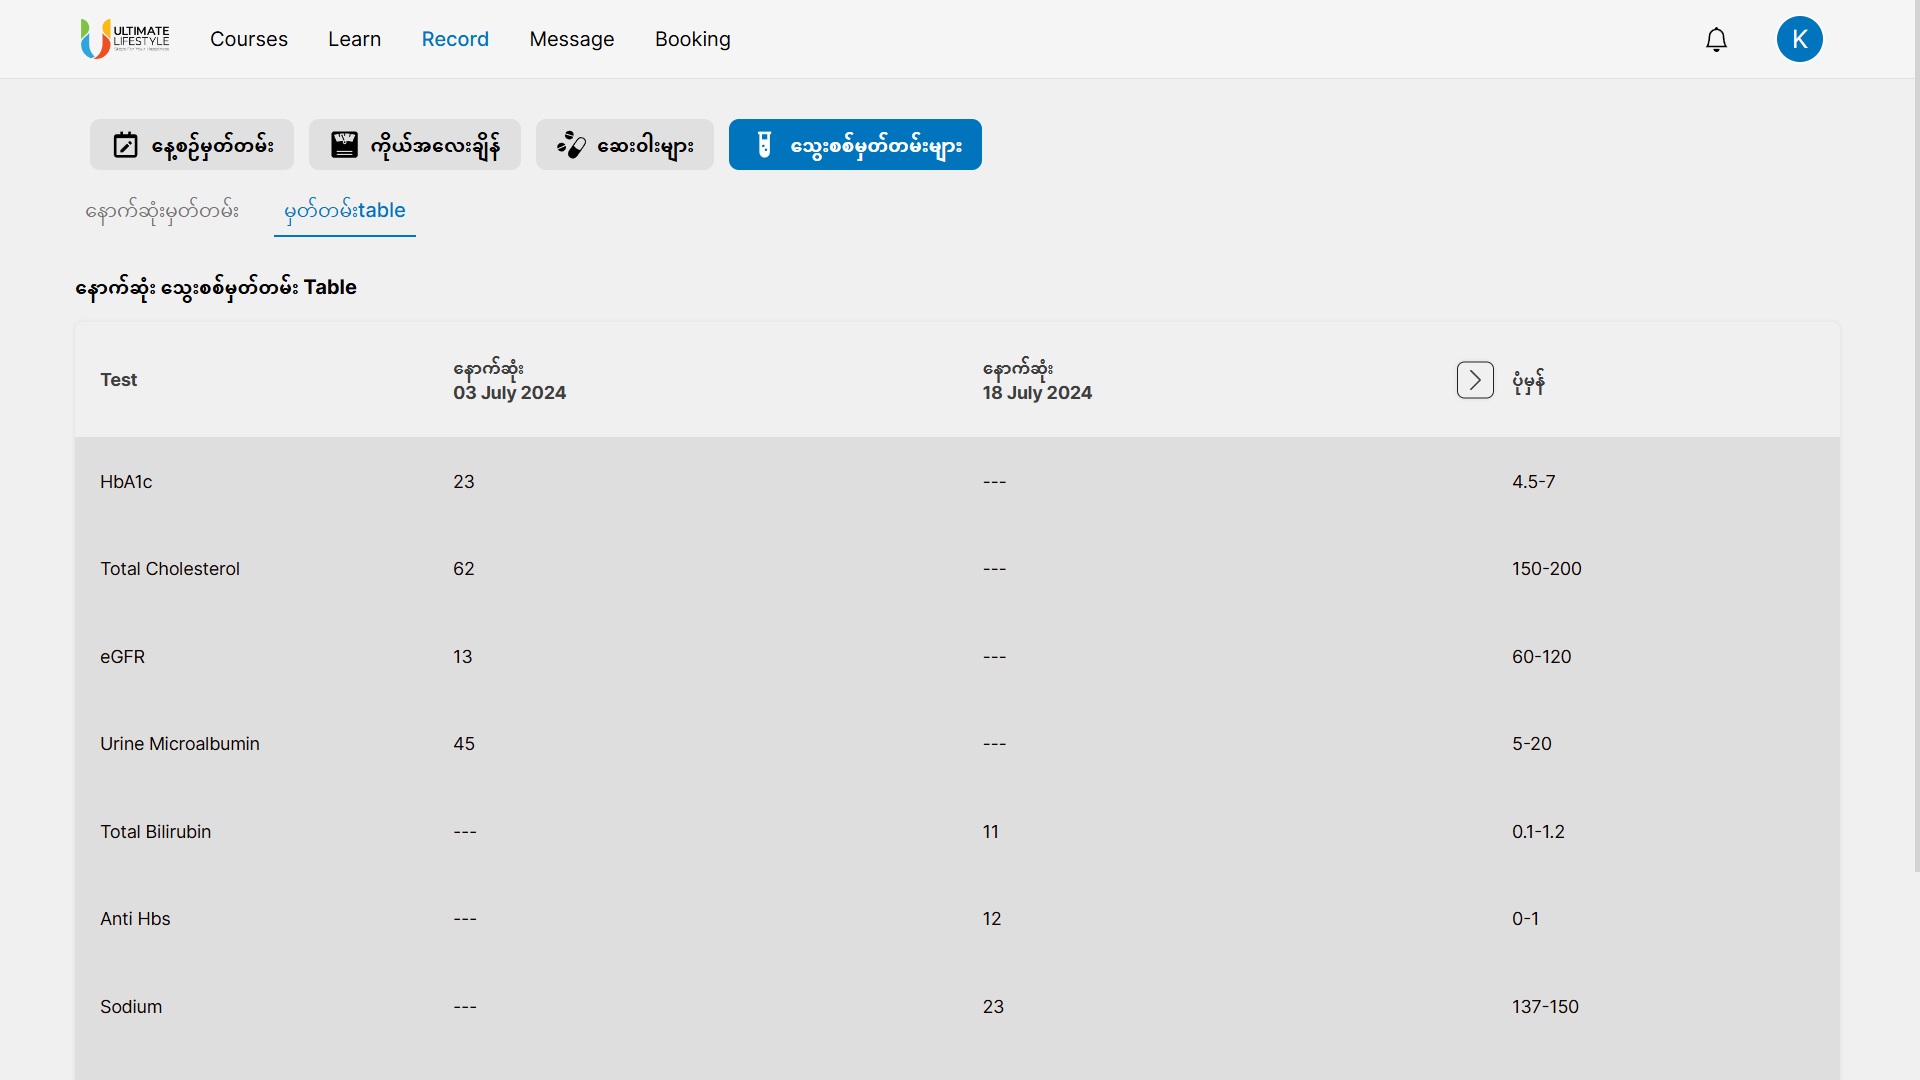 ULTIMATE
LIFESTYLE
Courses
Learn
Record
Message
Booking
K
နေ့စဉ်မှတ်တမ်း
ကိုယ်အလေးချိန်
ဆေးဝါးများ
သွေးစစ်မှတ်တမ်းများ
နောက်ဆုံးမှတ်တမ်း
မှတ်တမ်းtable
နောက်ဆုံး သွေးစစ်မှတ်တမ်း Table
Test
နောက်ဆုံး
03 July 2024
နောက်ဆုံး
18 July 2024
ပုံမှန်
HbA1c 23 --- 4.5-7
Total Cholesterol 62 --- 150-200
eGFR 13 --- 60-120
Urine Microalbumin 45 --- 5-20
Total Bilirubin --- 11 0.1-1.2
Anti Hbs --- 12 0-1
Sodium --- 23 137-150